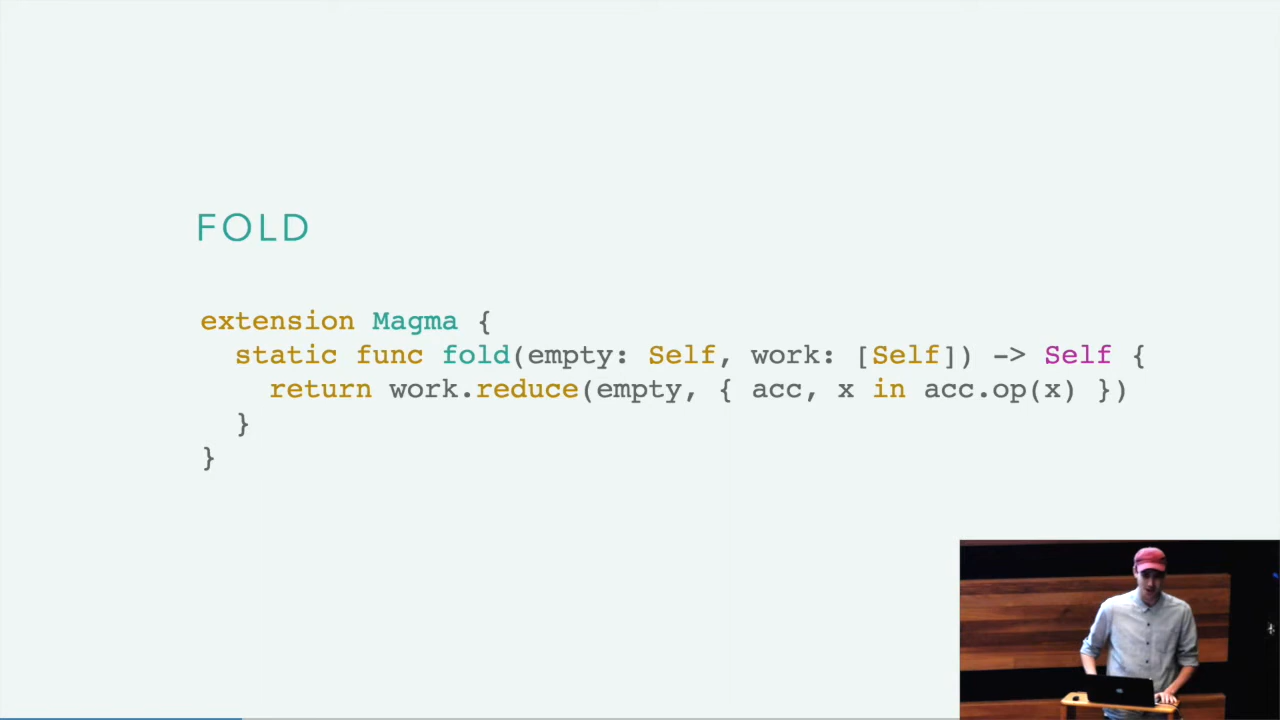 FOLD
extension Magma {
  static func fold(empty: Self, work: [Self]) -> Self {
    return work.reduce(empty, { acc, x in acc.op(x) })
  }
}